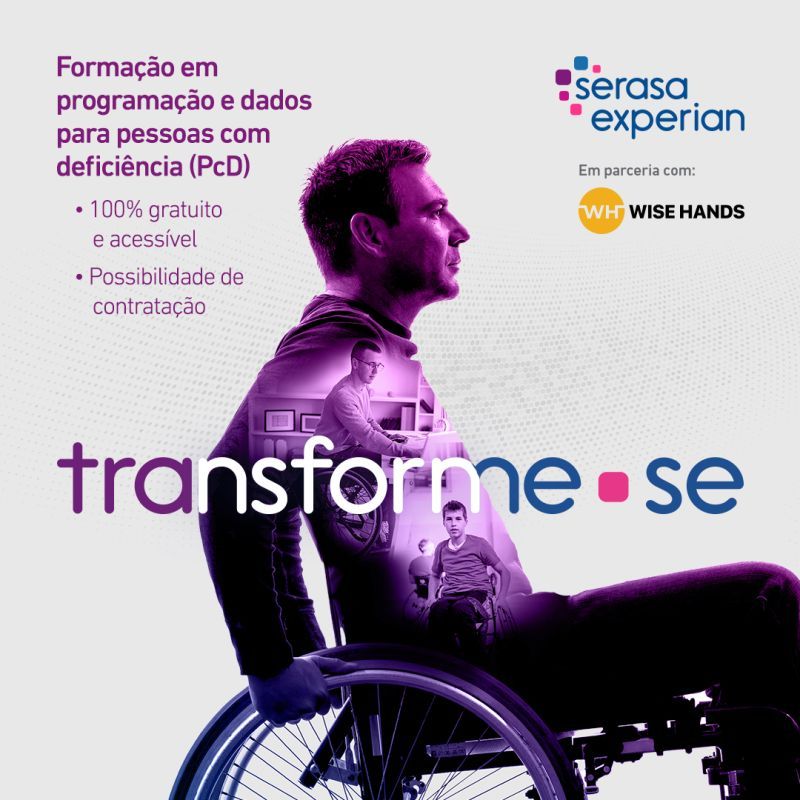 Formação em
programação e dados
para pessoas com
deficiência (PcD)
• 100% gratuito
e acessível
• Possibilidade de
contratação
serasa
experian
Em parceria com:
WH WISE HANDS
transforme.se